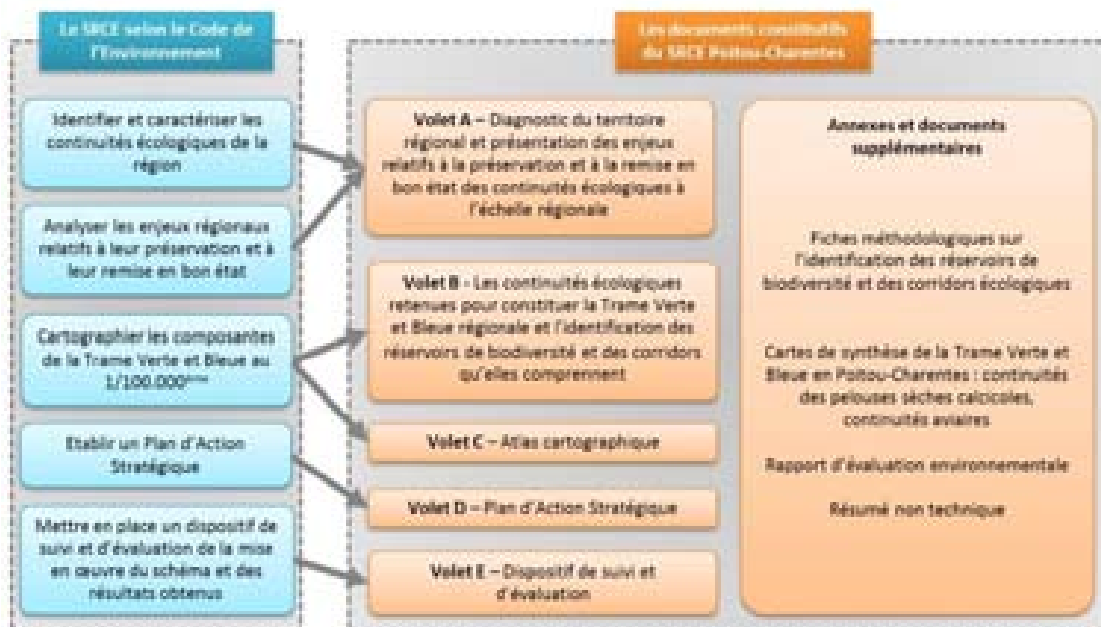 Le SRCE selon le Code de
l'Environnement
Identifier et caractériser les
continuités écologiques de la
région
Analyser les enjeux régionaux
relatifs à leur préservation et à
leur remise en bon état
Cartographier les composantes
de la Trame Verte et Bleue au
1/100.000ème
Etablir un Plan d'Action
Stratégique
Mettre en place un dispositif de
suivi et d'évaluation de la mise
en œuvre du schéma et des
résultats obtenus
Les documents constitutifs
du SRCE Poitou-Charentes
Volet A – Diagnostic du territoire
régional et présentation des enjeux
relatifs à la préservation et à la remise en
bon état des continuités écologiques à
l'échelle régionale
Volet B - Les continuités écologiques
retenues pour constituer la Trame Verte
et Bleue régionale et l'identification des
réservoirs de biodiversité et des corridors
qu'elles comprennent
Volet C – Atlas cartographique
Volet D – Plan d'Action Stratégique
Volet E – Dispositif de suivi et
d'évaluation
Annexes et documents
supplémentaires
Fiches méthodologiques sur
l'identification des réservoirs de
biodiversité et des corridors écologiques
Cartes de synthèse de la Trame Verte et
Bleue en Poitou-Charentes : continuités
des pelouses sèches calcicoles,
continuités aviaires
Rapport d'évaluation environnementale
Résumé non technique